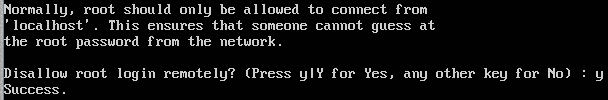 Normally, root should only be allowed to connect from
'localhost'. This ensures that someone cannot guess at
the root password from the network.
Disallow root login remotely? (Press y|Y for Yes, any other key for No) : y
Success.